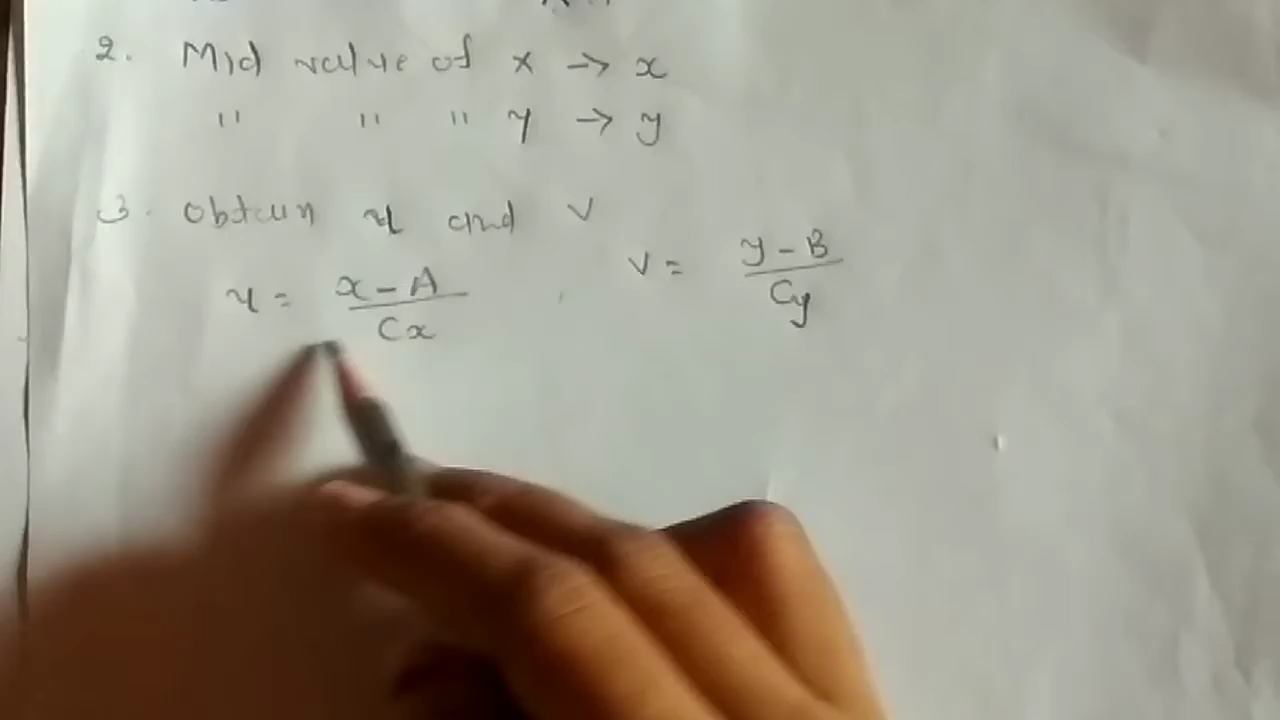 2. Mid value of x → x
" " " y → y
3. Obtain u and v
u = x - A / Cx
v = y - B / Cy